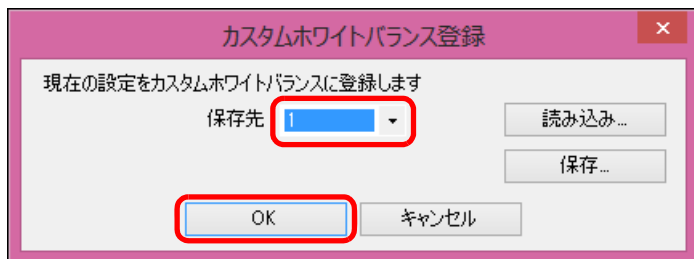 カスタムホワイトバランス登録
現在の設定をカスタムホワイトバランスに登録します
保存先 1 読み込み...
保存...
OK キャンセル